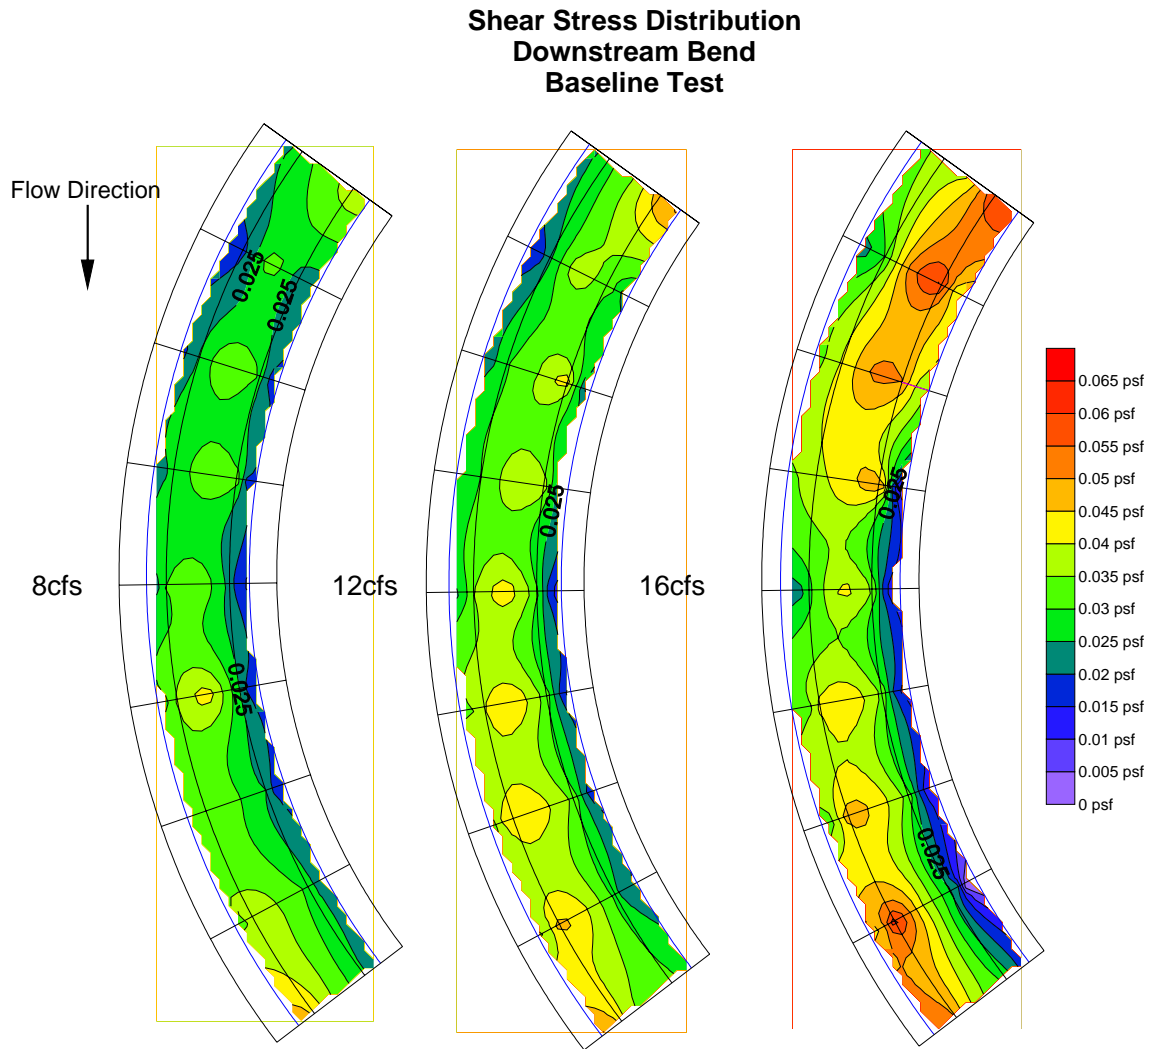 Shear Stress Distribution
Downstream Bend
Baseline Test
Flow Direction
8cfs
0.025
0.025
0.025
12cfs
0.025
16cfs
0.025
0.025
0.065 psf
0.06 psf
0.055 psf
0.05 psf
0.045 psf
0.04 psf
0.035 psf
0.03 psf
0.025 psf
0.02 psf
0.015 psf
0.01 psf
0.005 psf
0 psf